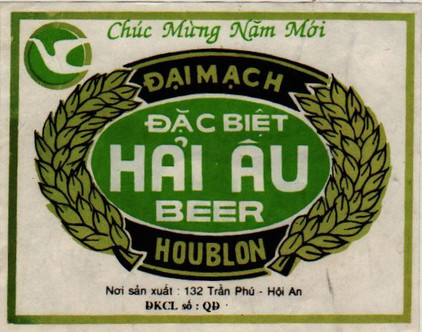 Chúc Mừng Năm Mới
ĐẠI MẠCH
ĐẶC BIỆT
HẢI ÂU
BEER
HOUBLON
Nơi sản xuất : 132 Trần Phú - Hội An
ĐKCL số : QĐ